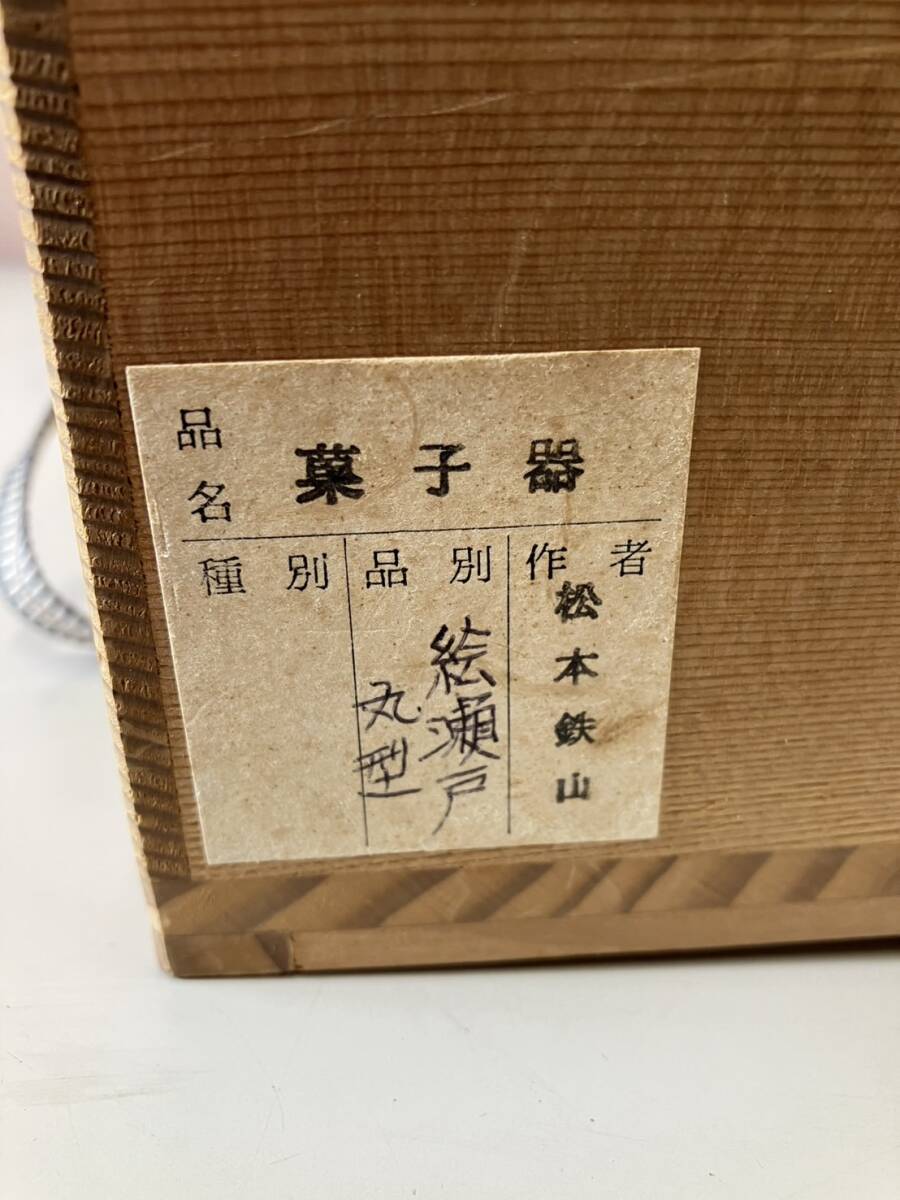 品名 菓子器
種別
品別
絵瀬戸
丸型
作者
松本鉄山